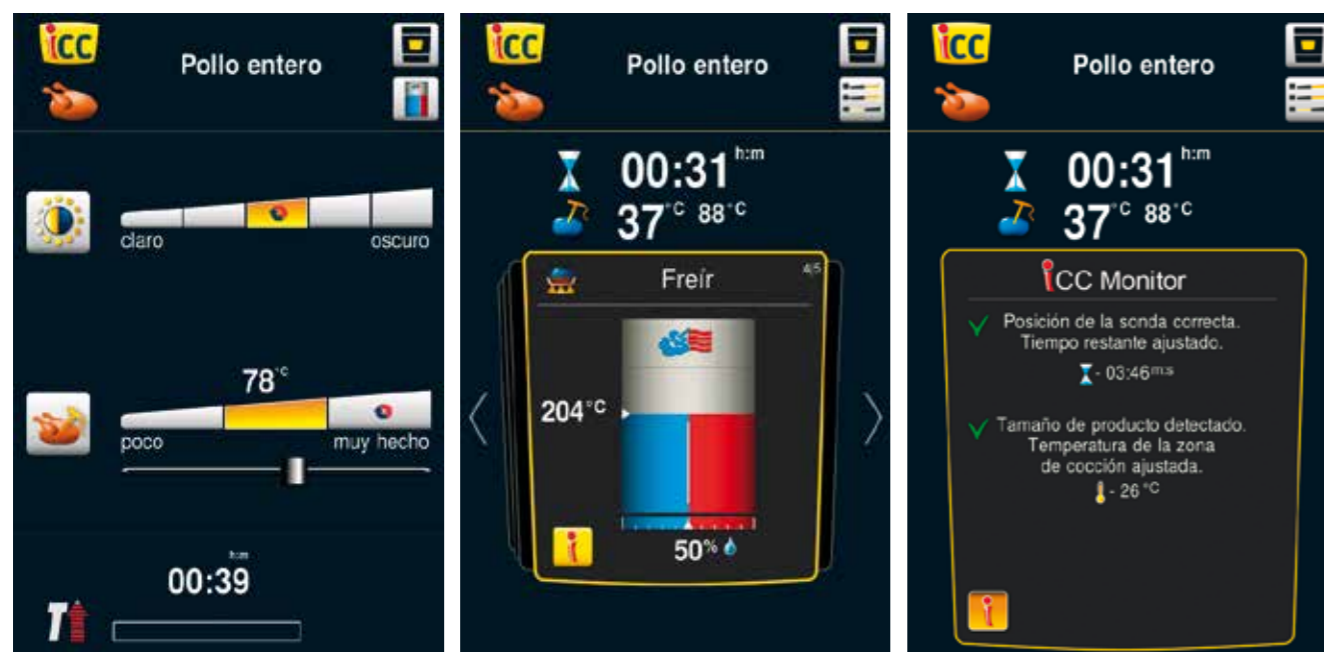 iCC
Pollo entero
claro
oscuro
78°C
poco
muy hecho
h:m
00:39
T
iCC
Pollo entero
00:31 h:m
37°C 88°C
Freír
4/5
204°C
i
50%
iCC
Pollo entero
00:31 h:m
37°C 88°C
iCC Monitor
Posición de la sonda correcta.
Tiempo restante ajustado.
- 03:46 m:s
Tamaño de producto detectado.
Temperatura de la zona
de cocción ajustada.
- 26 °C
i